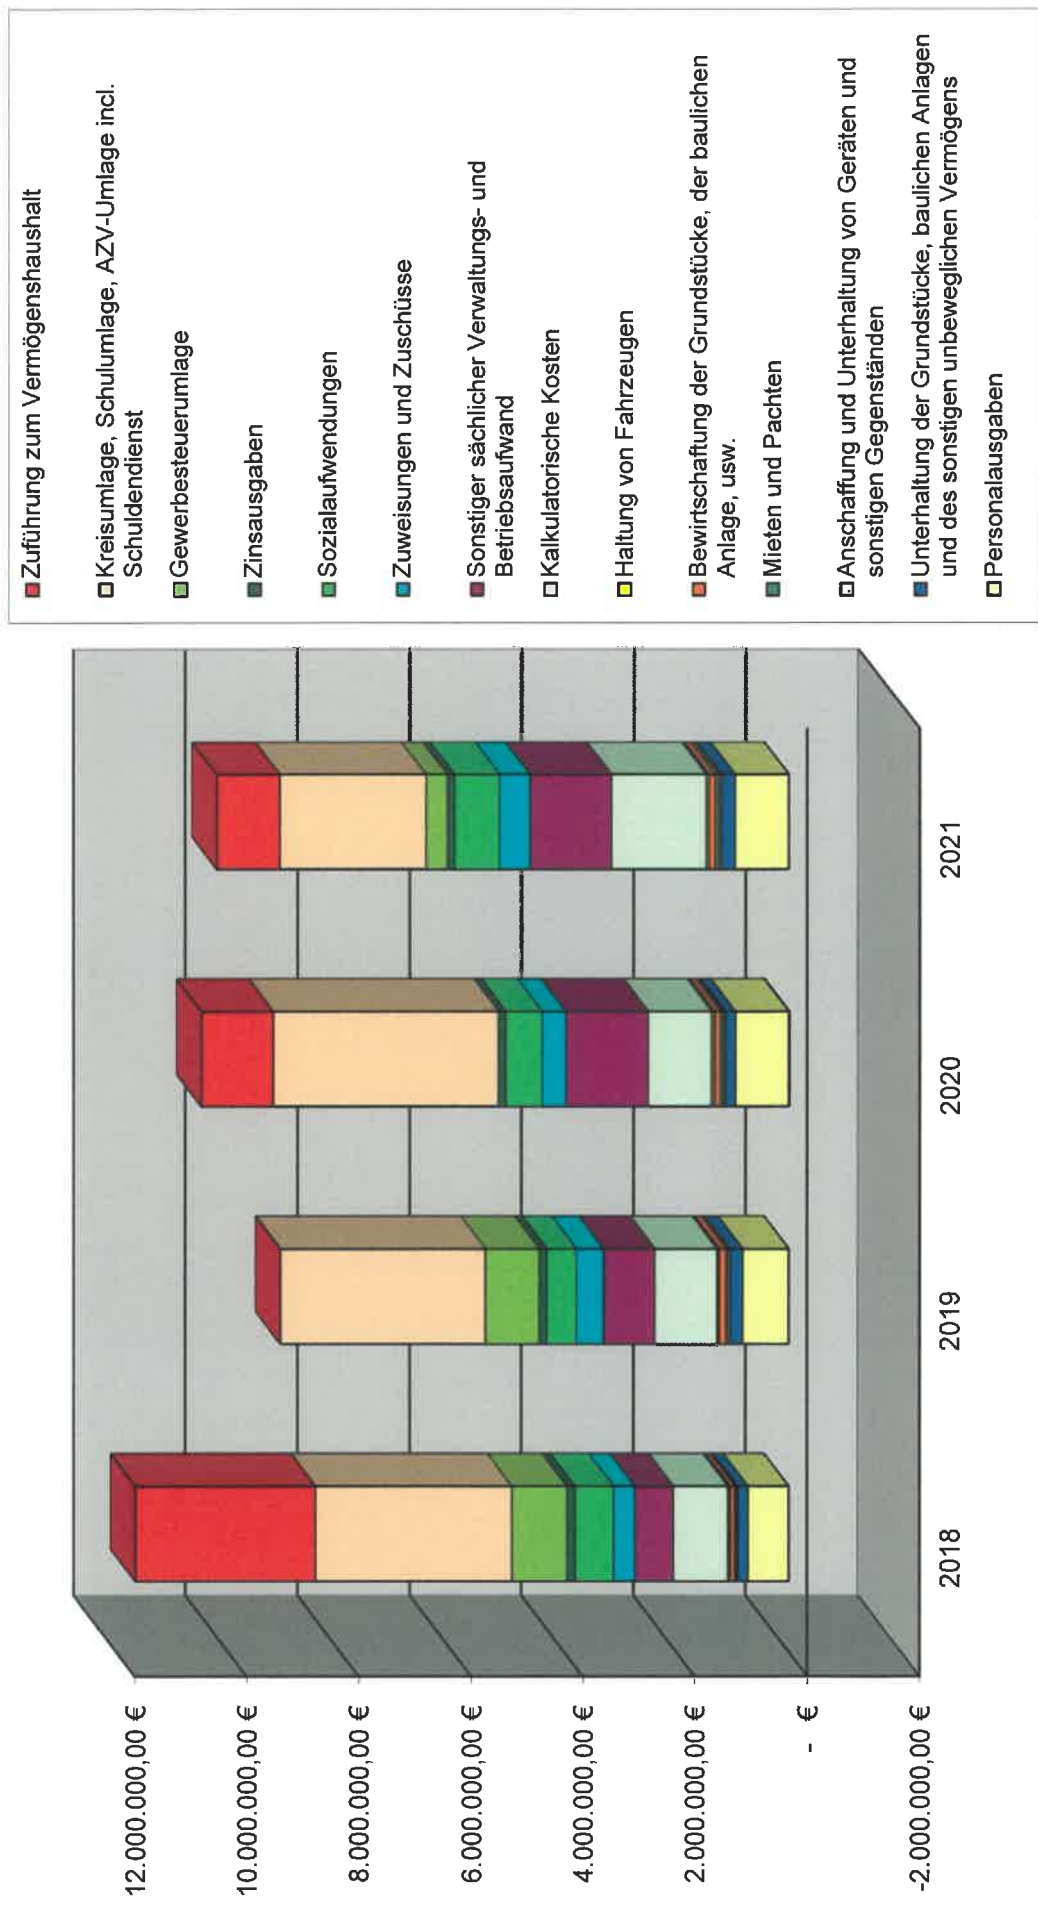 12.000.000,00 €
10.000.000,00 €
8.000.000,00 €
6.000.000,00 €
4.000.000,00 €
2.000.000,00 €
- €
-2.000.000,00 €
2018
2019
2020
2021
Zuführung zum Vermögenshaushalt
Kreisumlage, Schulumlage, AZV-Umlage incl.
Schuldendienst
Gewerbesteuerumlage
Zinsausgaben
Sozialaufwendungen
Zuweisungen und Zuschüsse
Sonstiger sächlicher Verwaltungs- und
Betriebsaufwand
Kalkulatorische Kosten
Haltung von Fahrzeugen
Bewirtschaftung der Grundstücke, der baulichen
Anlage, usw.
Mieten und Pachten
Anschaffung und Unterhaltung von Geräten und
sonstigen Gegenständen
Unterhaltung der Grundstücke, baulichen Anlagen
und des sonstigen unbeweglichen Vermögens
Personalausgaben